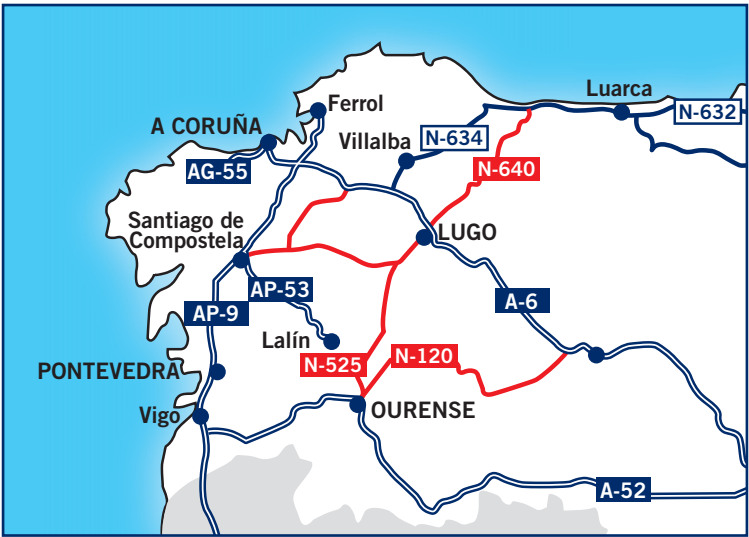 Luarca
Ferrol
N-632
A CORUÑA
Villalba
N-634
AG-55
N-640
Santiago de
Compostela
LUGO
AP-53
A-6
AP-9
Lalín
N-525
N-120
PONTEVEDRA
Vigo
OURENSE
A-52